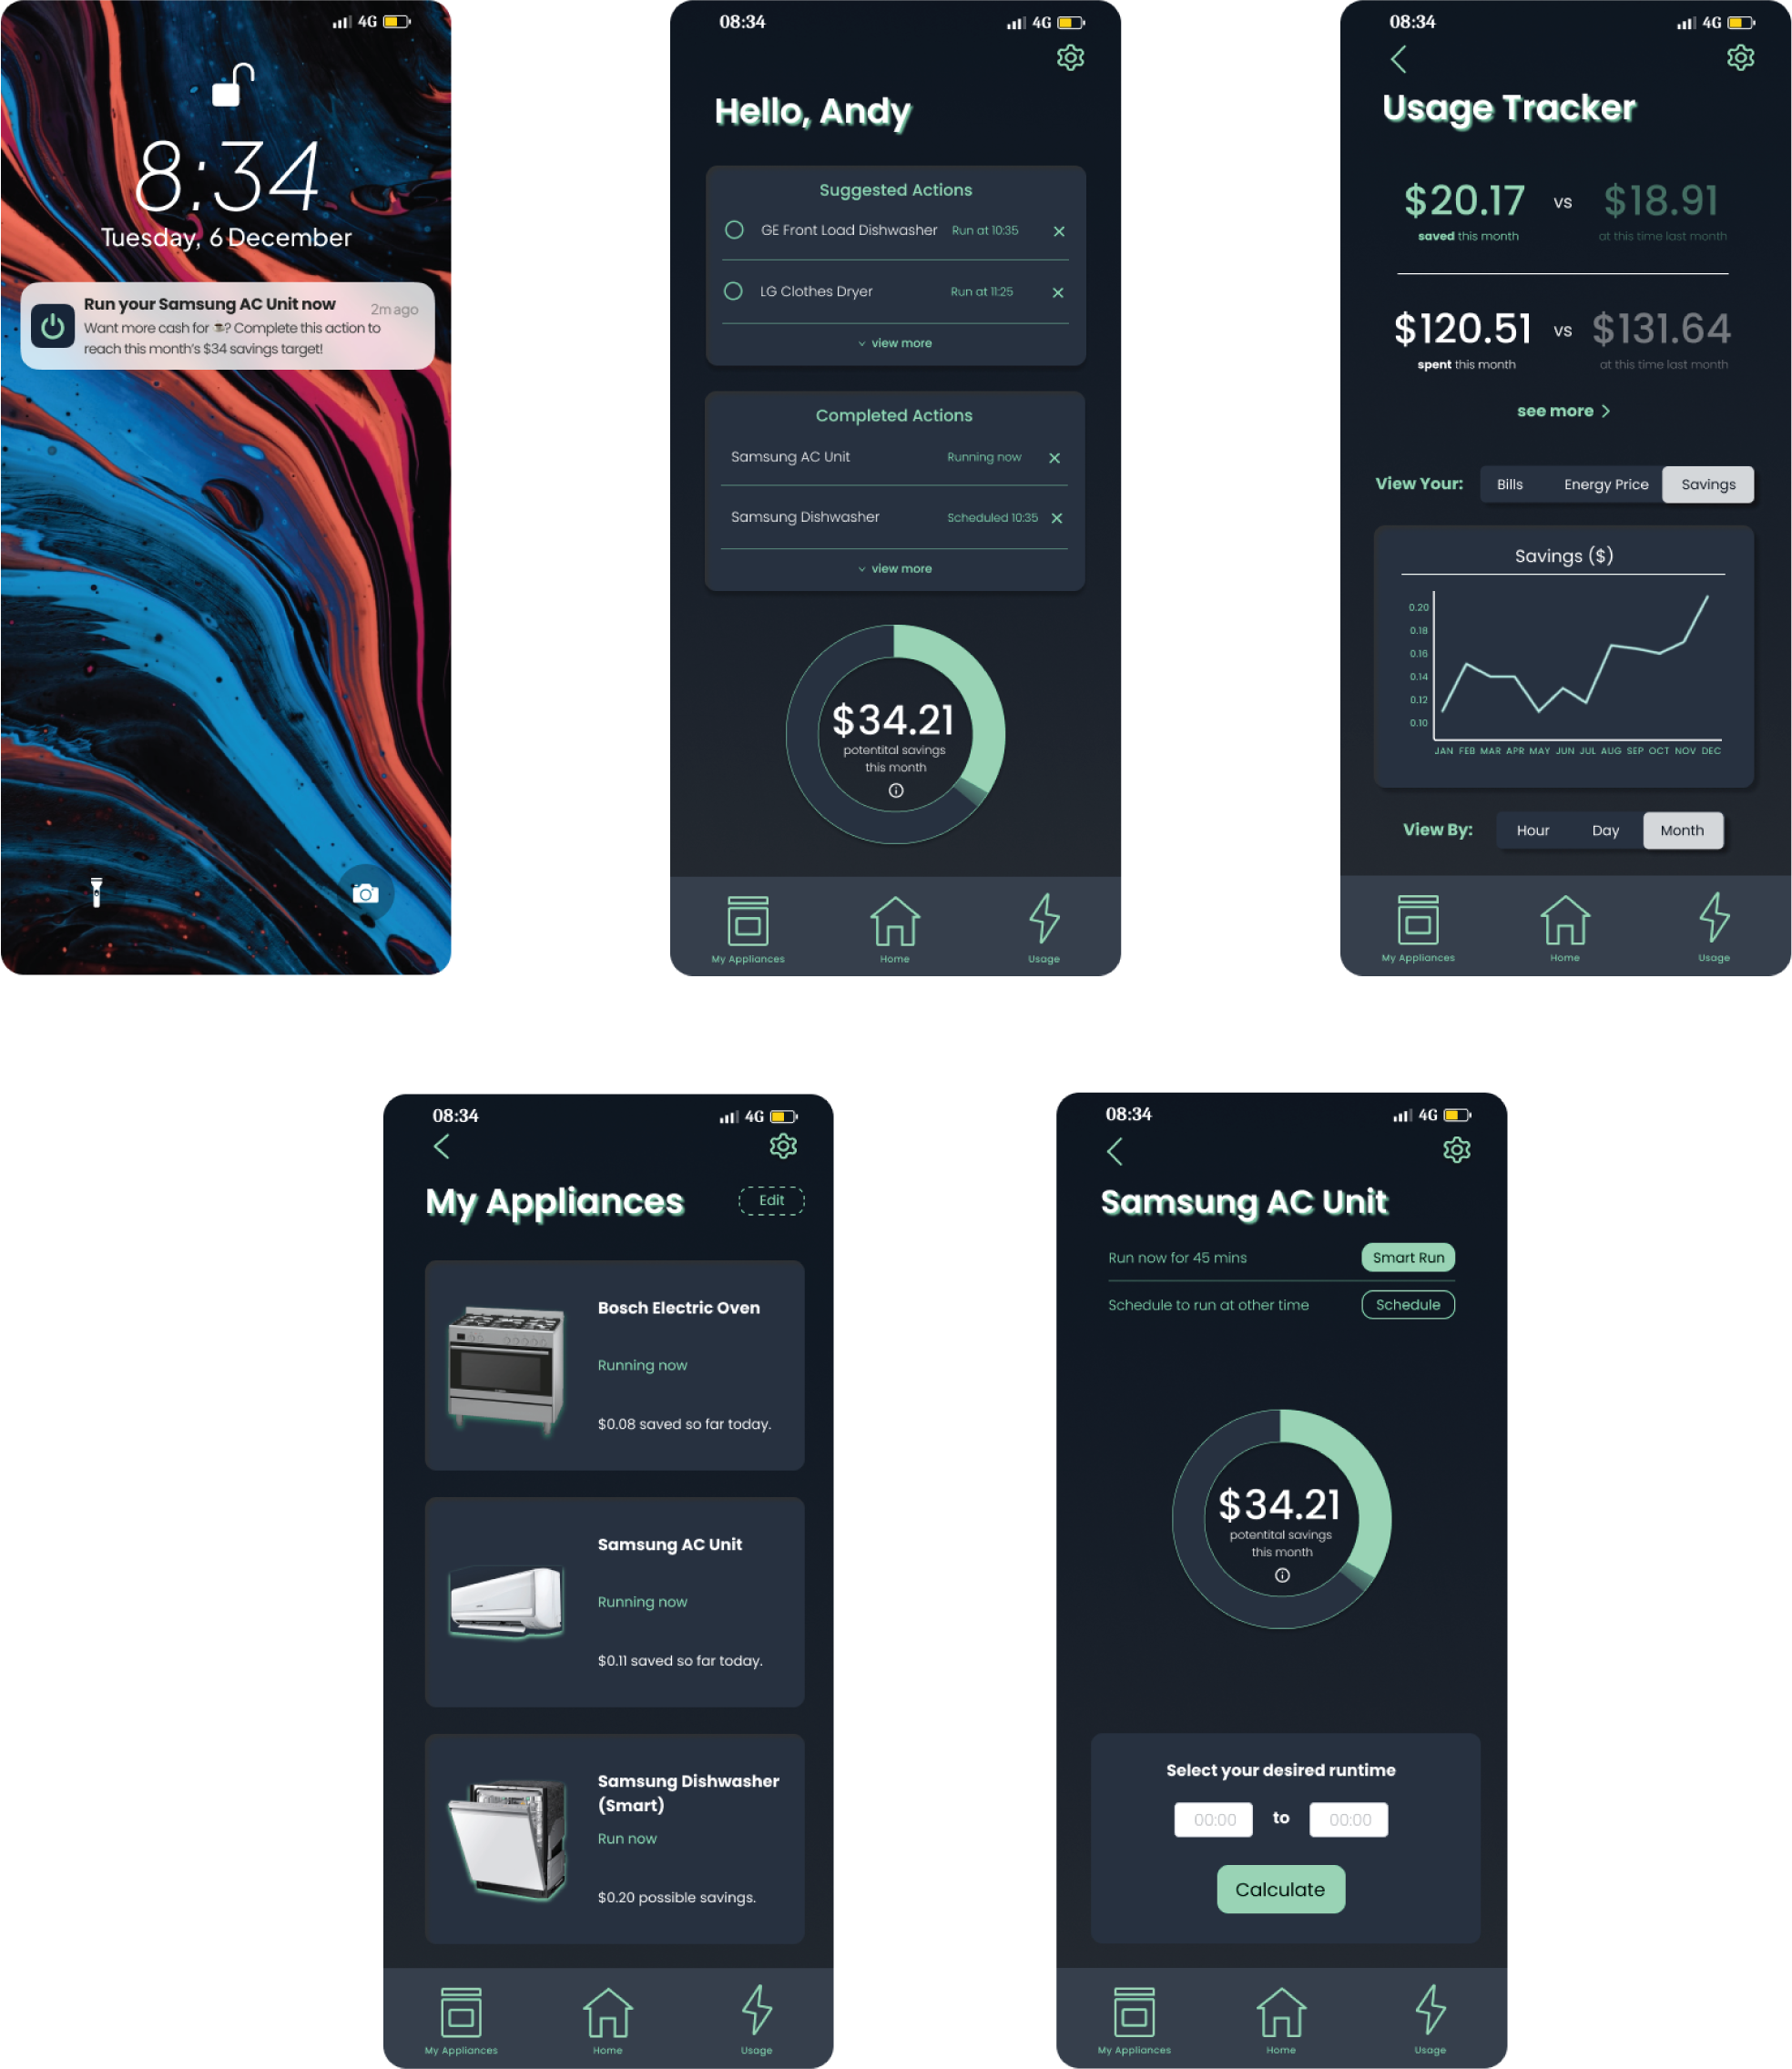 4G
8:34
Tuesday, 6 December
Run your Samsung AC Unit now
2m ago
Want more cash for ☕? Complete this action to
reach this month's $34 savings target!
08:34
4G
Hello, Andy
Suggested Actions
GE Front Load Dishwasher Run at 10:35
LG Clothes Dryer Run at 11:25
view more
Completed Actions
Samsung AC Unit Running now
Samsung Dishwasher Scheduled 10:35
view more
$34.21
potentital savings
this month
My Appliances Home Usage
08:34
4G
Usage Tracker
$20.17 vs $18.91
saved this month at this time last month
$120.51 vs $131.64
spent this month at this time last month
see more
View Your: Bills Energy Price Savings
Savings ($)
0.20
0.18
0.16
0.14
0.12
0.10
JAN FEB MAR APR MAY JUN JUL AUG SEP OCT NOV DEC
View By: Hour Day Month
My Appliances Home Usage
08:34
4G
My Appliances Edit
Bosch Electric Oven
Running now
$0.08 saved so far today.
Samsung AC Unit
Running now
$0.11 saved so far today.
Samsung Dishwasher
(Smart)
Run now
$0.20 possible savings.
My Appliances Home Usage
08:34
4G
Samsung AC Unit
Run now for 45 mins Smart Run
Schedule to run at other time Schedule
$34.21
potentital savings
this month
Select your desired runtime
00:00 to 00:00
Calculate
My Appliances Home Usage